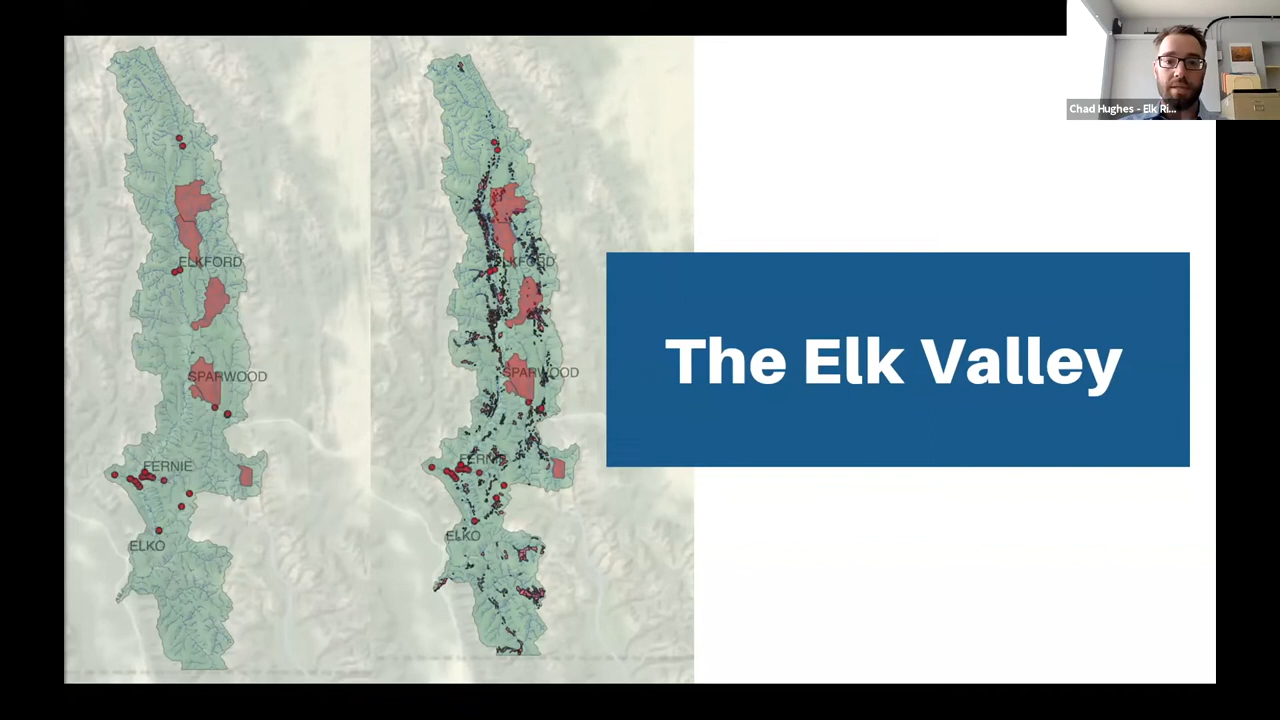 Chad Hughes - Elk Ri...
ELKFORD
SPARWOOD
FERNIE
ELKO
ELKFORD
SPARWOOD
FERNIE
ELKO
The Elk Valley